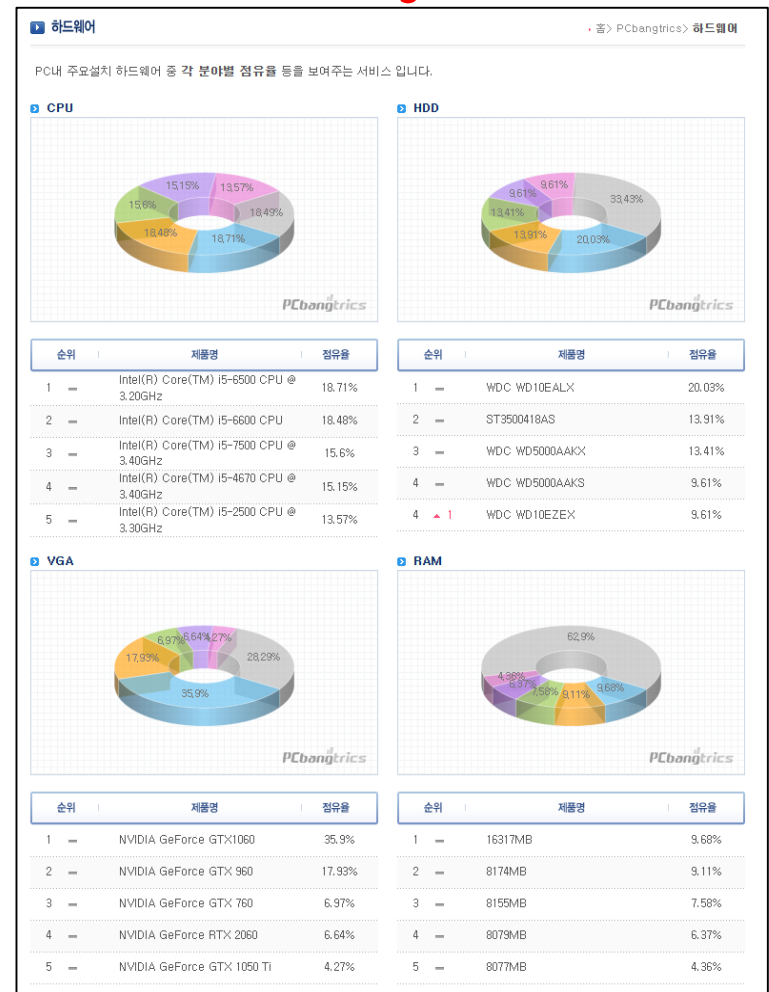 하드웨어
홈> PCbangtrics> 하드웨어
PC내 주요설치 하드웨어 중 각 분야별 점유율 등을 보여주는 서비스 입니다.
CPU
15,15%
13,57%
15,6%
18,49%
18,48%
18,71%
PCbangtrics
순위 제품명 점유율
1 Intel(R) Core(TM) i5-6500 CPU @ 3.20GHz 18.71%
2 Intel(R) Core(TM) i5-6600 CPU 18.48%
3 Intel(R) Core(TM) i5-7500 CPU @ 3.40GHz 15.6%
4 Intel(R) Core(TM) i5-4670 CPU @ 3.40GHz 15.15%
5 Intel(R) Core(TM) i5-2500 CPU @ 3.30GHz 13.57%
HDD
9,61%
9,61%
33,43%
13,41%
13,91%
20,03%
PCbangtrics
순위 제품명 점유율
1 WDC WD10EALX 20.03%
2 ST3500418AS 13.91%
3 WDC WD5000AAKX 13.41%
4 WDC WD5000AAKS 9.61%
4 1 WDC WD10EZEX 9.61%
VGA
6,97%
6,64%
4,27%
17,93%
28,29%
35,9%
PCbangtrics
순위 제품명 점유율
1 NVIDIA GeForce GTX1060 35.9%
2 NVIDIA GeForce GTX 960 17.93%
3 NVIDIA GeForce GTX 760 6.97%
4 NVIDIA GeForce RTX 2060 6.64%
5 NVIDIA GeForce GTX 1050 Ti 4.27%
RAM
62,9%
4,36%
6,37%
7,58%
9,11%
9,68%
PCbangtrics
순위 제품명 점유율
1 16317MB 9.68%
2 8174MB 9.11%
3 8155MB 7.58%
4 8079MB 6.37%
5 8077MB 4.36%